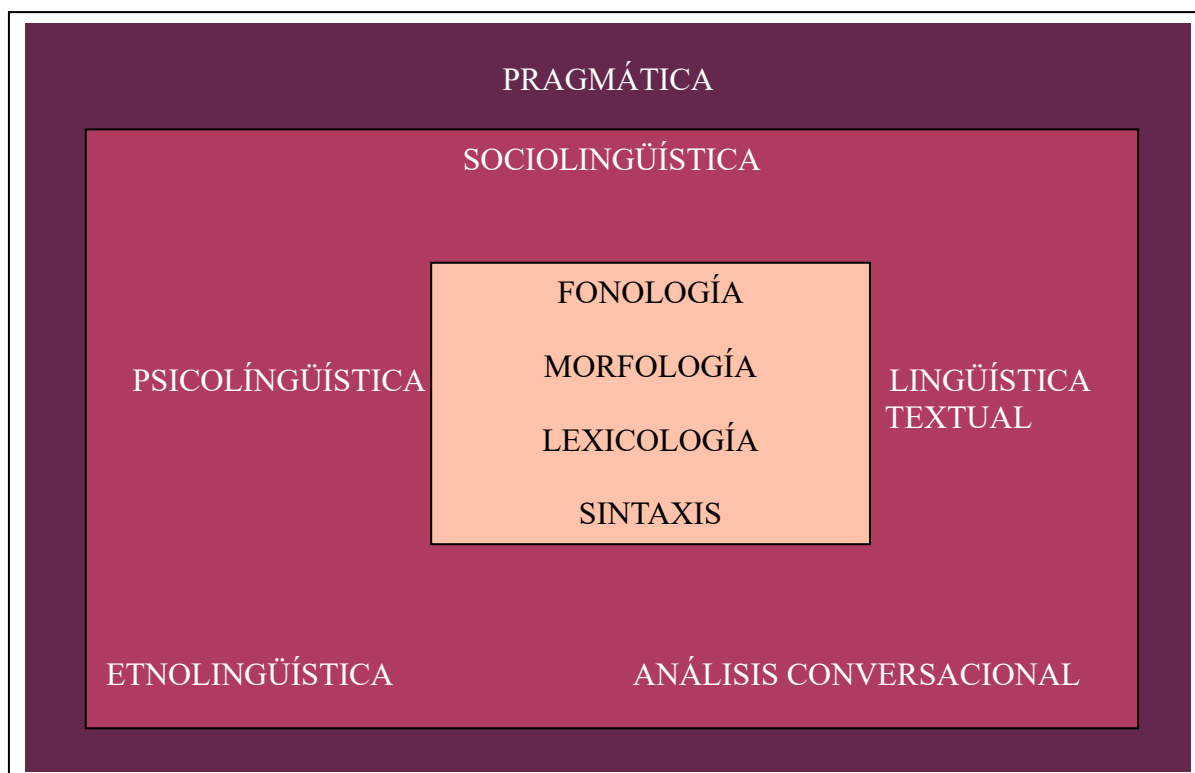 PRAGMÁTICA
SOCIOLINGÜÍSTICA
FONOLOGÍA
MORFOLOGÍA
PSICOLÍNGÜÍSTICA
LINGÜÍSTICA
TEXTUAL
LEXICOLOGÍA
SINTAXIS
ETNOLINGÜÍSTICA
ANÁLISIS CONVERSACIONAL